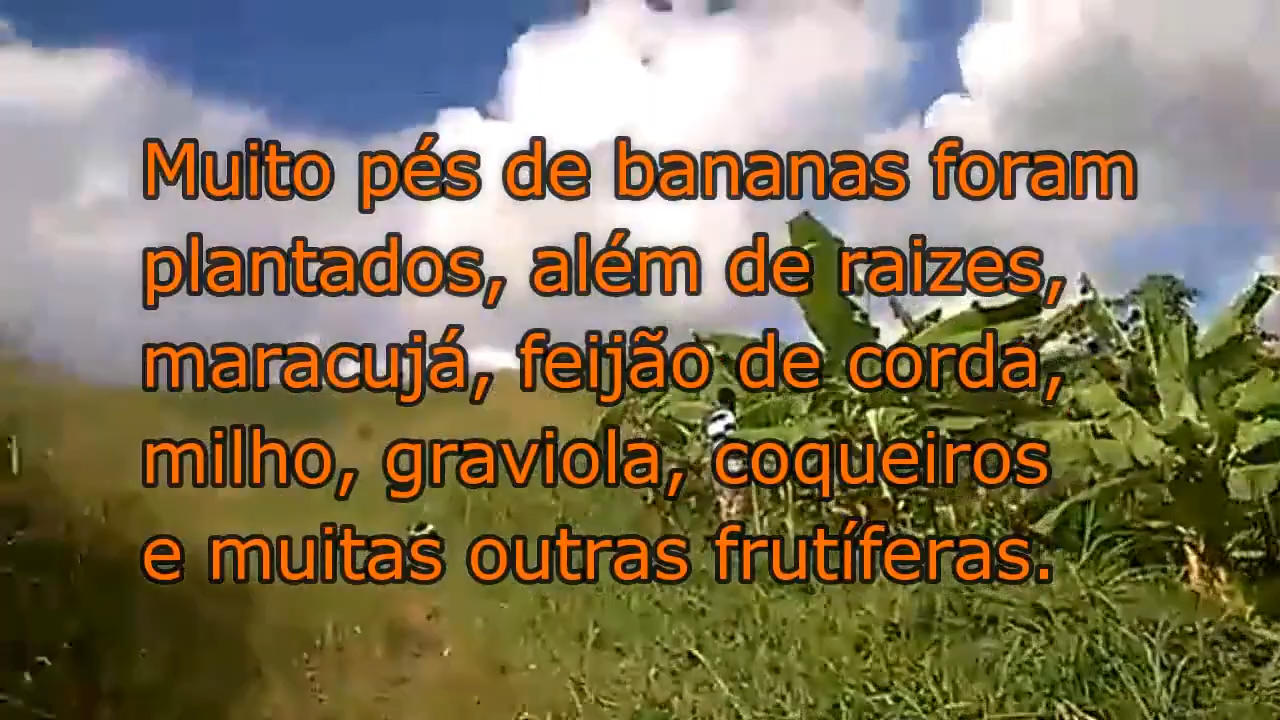 Muito pés de bananas foram
plantados, além de raizes,
maracujá, feijão de corda,
milho, graviola, coqueiros
e muitas outras frutíferas.